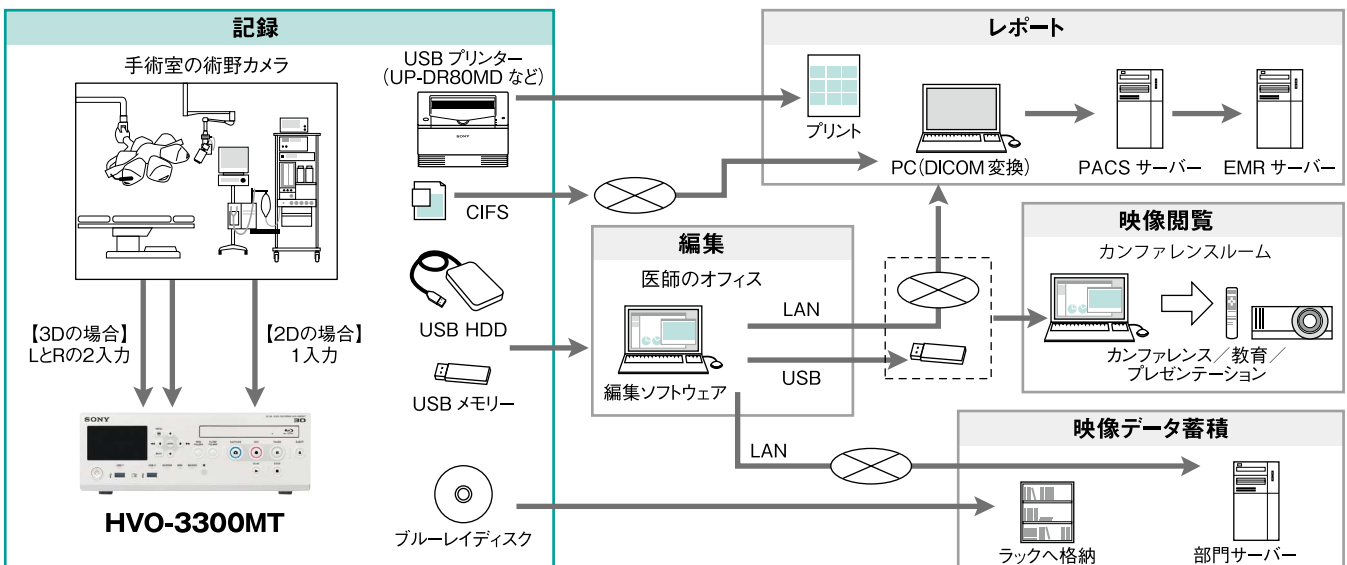 記録
手術室の術野カメラ
【3Dの場合】
LとRの2入力
【2Dの場合】
1入力
SONY
3D
HVO-3300MT
USB プリンター
（UP-DR80MD など）
SONY
CIFS
USB HDD
USB メモリー
ブルーレイディスク
編集
医師のオフィス
編集ソフトウェア
LAN
USB
LAN
レポート
プリント
PC（DICOM 変換）
PACS サーバー
EMR サーバー
映像閲覧
カンファレンスルーム
カンファレンス／教育／
プレゼンテーション
映像データ蓄積
ラックへ格納
部門サーバー